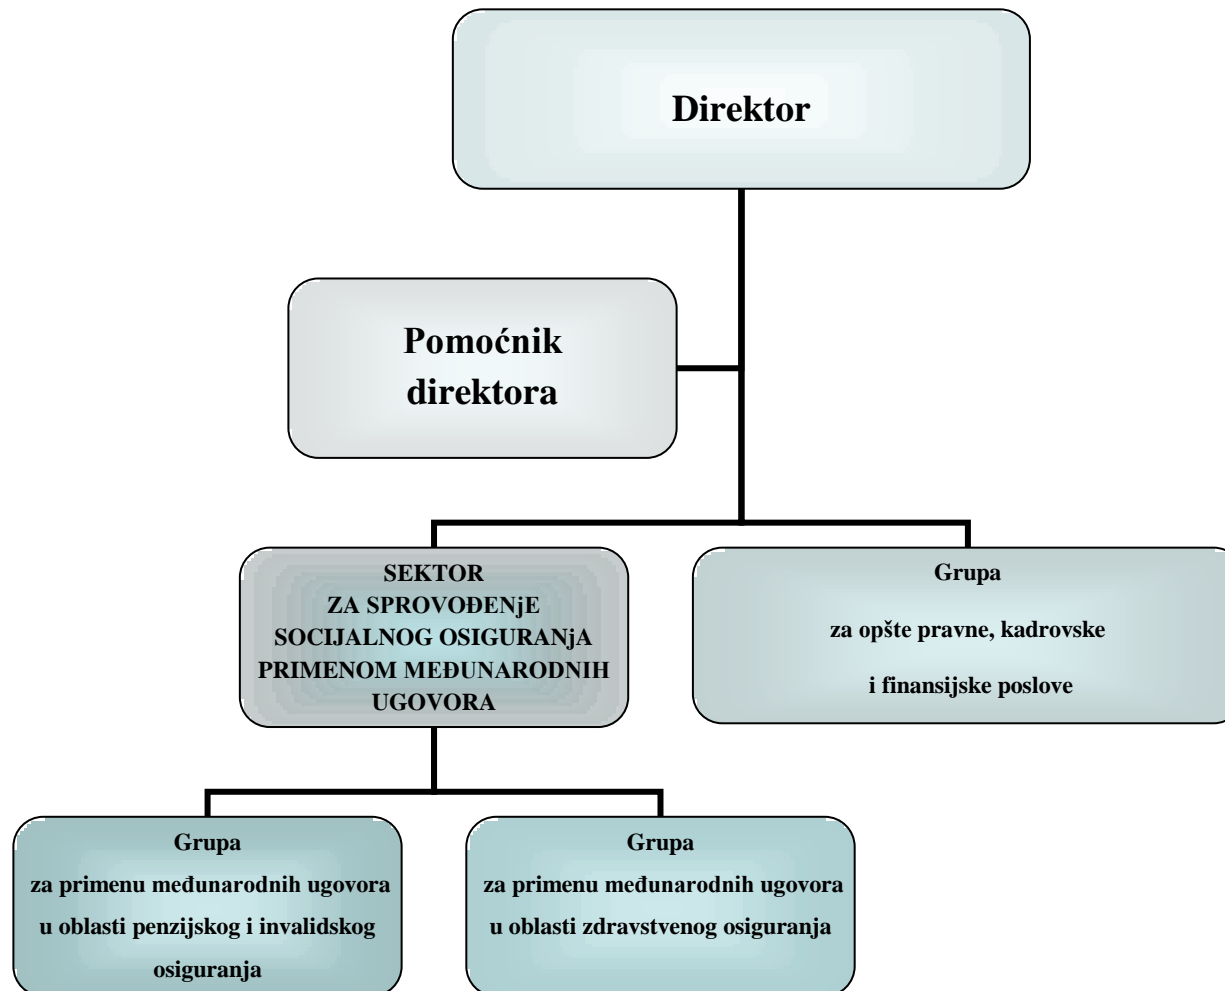 Direktor
Pomoćnik
direktora
SEKTOR
ZA SPROVOĐENjE
SOCIJALNOG OSIGURANjA
PRIMENOM MEĐUNARODNIH
UGOVORA
Grupa
za opšte pravne, kadrovske
i finansijske poslove
Grupa
za primenu međunarodnih ugovora
u oblasti penzijskog i invalidskog
osiguranja
Grupa
za primenu međunarodnih ugovora
u oblasti zdravstvenog osiguranja